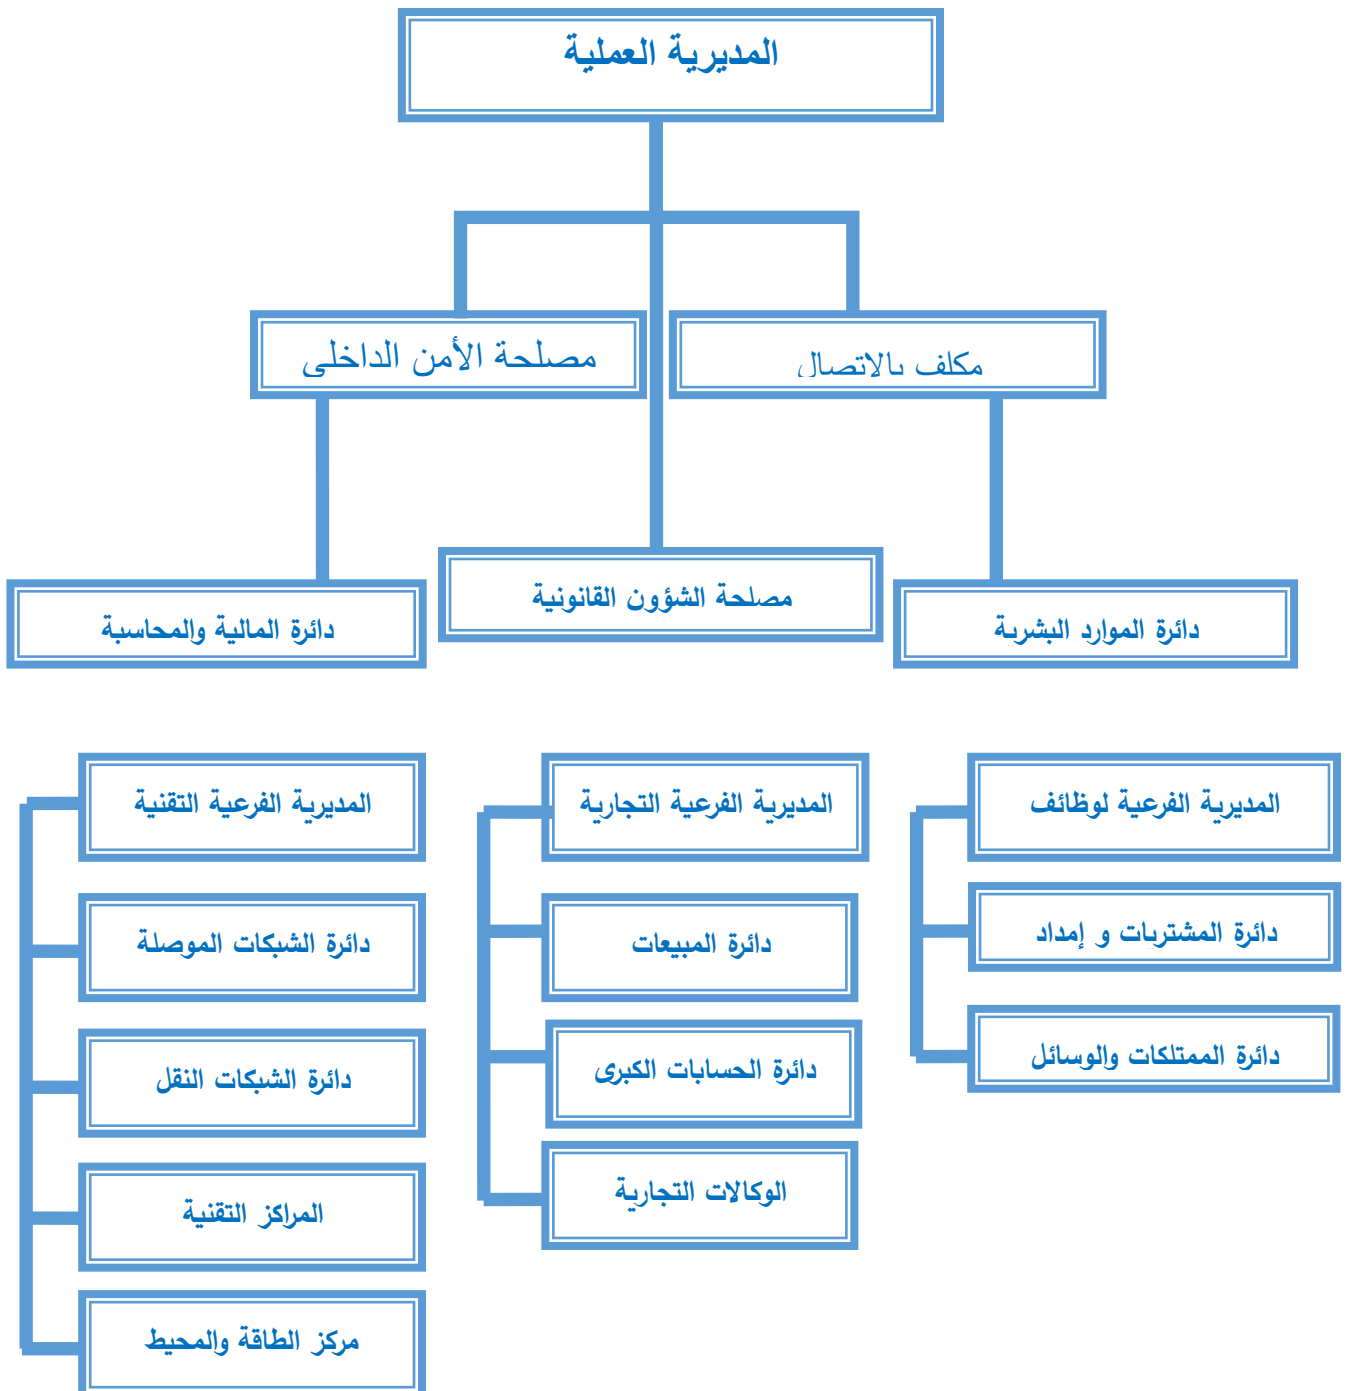 المديرية العملية
مكلف بالاتصال
مصلحة الأمن الداخلي
مصلحة الشؤون القانونية
دائرة الموارد البشرية
دائرة المالية والمحاسبة
المديرية الفرعية لوظائف
دائرة المشتريات و إمداد
دائرة الممتلكات والوسائل
المديرية الفرعية التجارية
دائرة المبيعات
دائرة الحسابات الكبرى
الوكالات التجارية
المديرية الفرعية التقنية
دائرة الشبكات الموصلة
دائرة الشبكات النقل
المراكز التقنية
مركز الطاقة والمحيط